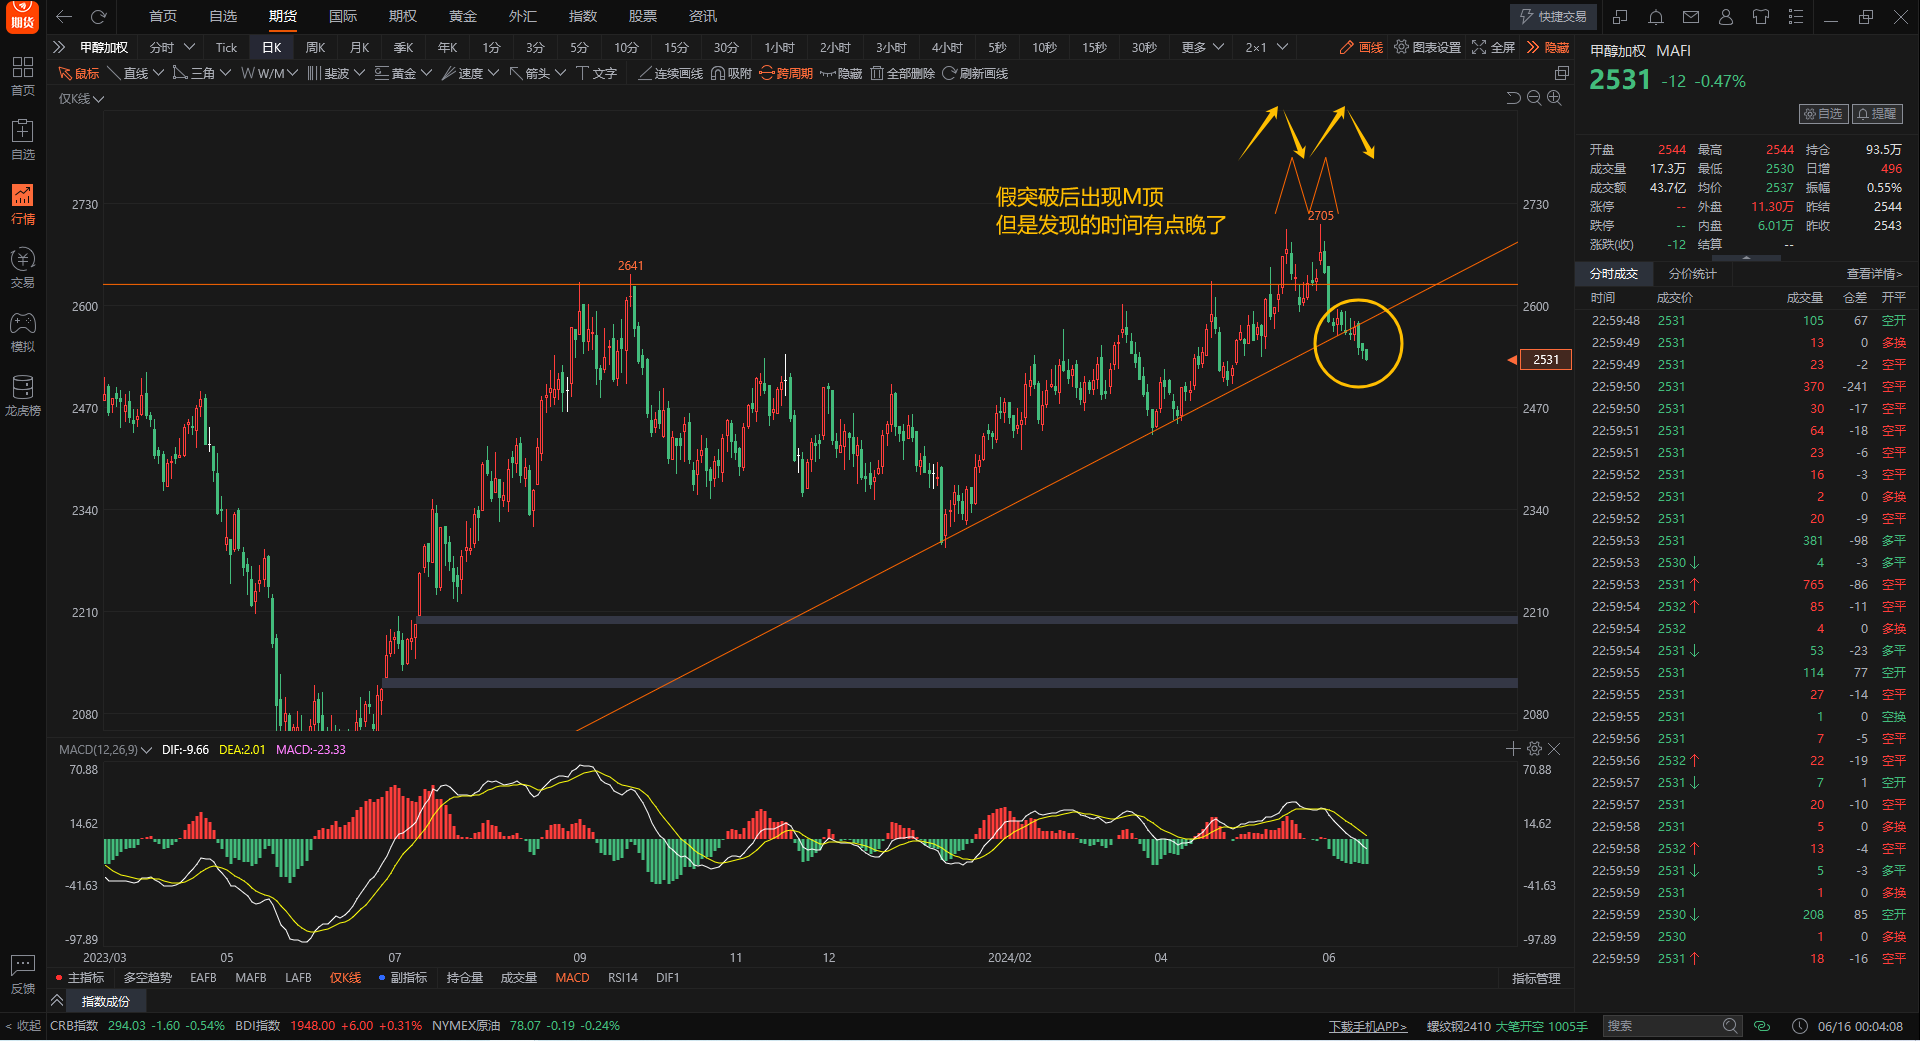 期货
首页 自选 期货 国际 期权 黄金 外汇 指数 股票 资讯
快捷交易
甲醇加权 分时 Tick 日K 周K 月K 季K 年K 1分 3分 5分 10分 15分 30分 1小时 2小时 3小时 4小时 5秒 10秒 15秒 30秒 更多 2×1 画线 图表设置 全屏 隐藏
鼠标 直线 三角 W/M 斐波 黄金 速度 箭头 文字 连续画线 吸附 跨周期 隐藏 全部删除 刷新画线
仅K线
首页
自选
行情
交易
模拟
龙虎榜
反馈
假突破后出现M顶
但是发现的时间有点晚了
2705
2641
2730 2730
2600 2600
2531
2470 2470
2340 2340
2210 2210
2080 2080
MACD(12,26,9) DIF:-9.66 DEA:2.01 MACD:-23.33
70.88 70.88
14.62 14.62
-41.63 -41.63
-97.89 -97.89
2023/03 05 07 09 11 12 2024/02 04 06
主指标 多空趋势 EAFB MAFB LAFB 仅K线 副指标 持仓量 成交量 MACD RSI14 DIF1 指标管理
指数成份
甲醇加权 MAFI
2531 -12 -0.47%
自选 提醒
开盘 2544 最高 2544 持仓 93.5万
成交量 17.3万 最低 2530 日增 496
成交额 43.7亿 均价 2537 振幅 0.55%
涨停 -- 外盘 11.30万 昨结 2544
跌停 -- 内盘 6.01万 昨收 2543
涨跌(收) -12 结算 --
分时成交 分价统计 查看详情>
时间 成交价 成交量 仓差 开平
22:59:48 2531 105 67 空开
22:59:49 2531 13 0 多换
22:59:49 2531 23 -2 空平
22:59:50 2531 370 -241 空平
22:59:50 2531 30 -17 空平
22:59:51 2531 64 -18 空平
22:59:51 2531 23 -6 空平
22:59:52 2531 16 -3 空平
22:59:52 2531 2 0 多换
22:59:52 2531 20 -9 空平
22:59:53 2531 381 -98 多平
22:59:53 2530↓ 4 -3 多平
22:59:53 2531↑ 765 -86 空平
22:59:54 2532↑ 85 -11 空平
22:59:54 2532 4 0 多换
22:59:54 2531↓ 53 -23 多平
22:59:55 2531 114 77 空开
22:59:55 2531 27 -14 空平
22:59:55 2531 1 0 空换
22:59:56 2531 7 -5 空平
22:59:56 2532↑ 22 -19 空平
22:59:57 2531↓ 7 1 空开
22:59:57 2531 20 -10 空平
22:59:58 2531 5 0 多换
22:59:58 2532↑ 13 -4 空平
22:59:59 2531↓ 5 -3 多平
22:59:59 2531 1 0 多换
22:59:59 2530↓ 208 85 空开
22:59:59 2530 1 0 多换
22:59:59 2531↑ 18 -16 空平
< 收起 CRB指数 294.03 -1.60 -0.54% BDI指数 1948.00 +6.00 +0.31% NYMEX原油 78.07 -0.19 -0.24% 下载手机APP> 螺纹钢2410 大笔开空 1005手 搜索 06/16 00:04:08